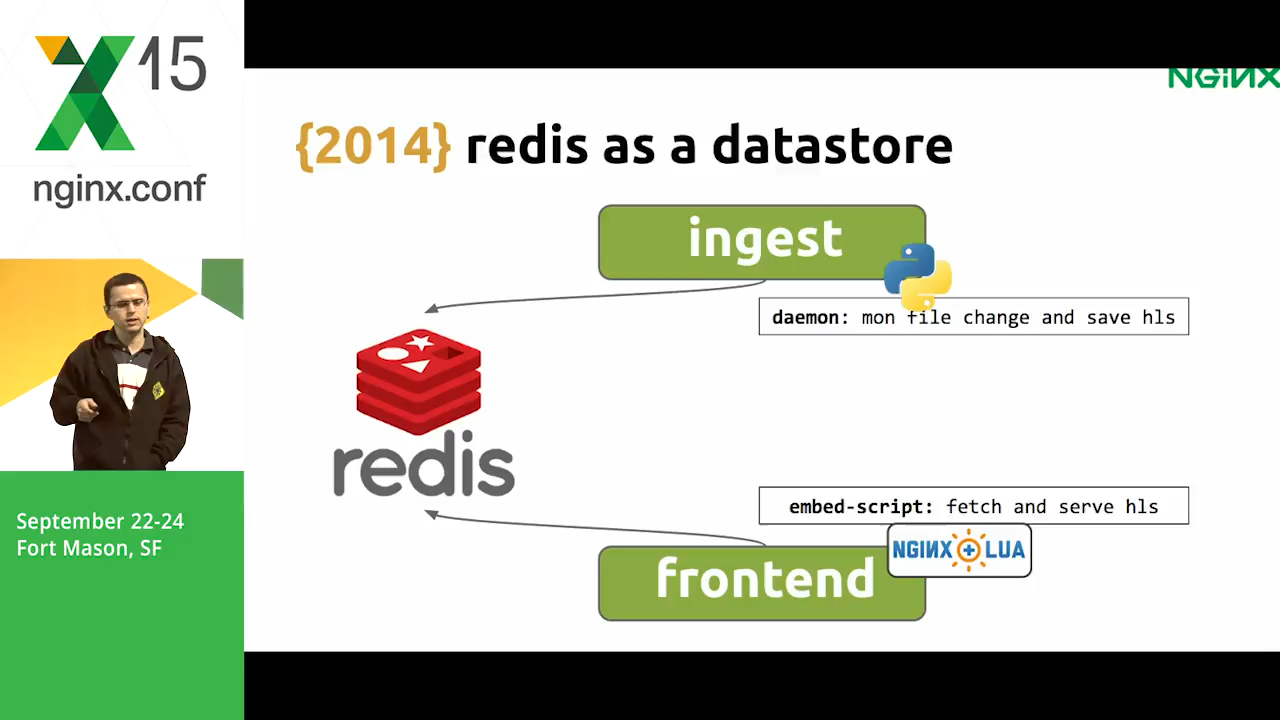 15
nginx.conf
September 22-24
Fort Mason, SF
NGINX
{2014} redis as a datastore
ingest
daemon: mon file change and save hls
redis
embed-script: fetch and serve hls
NGINX + LUA
frontend